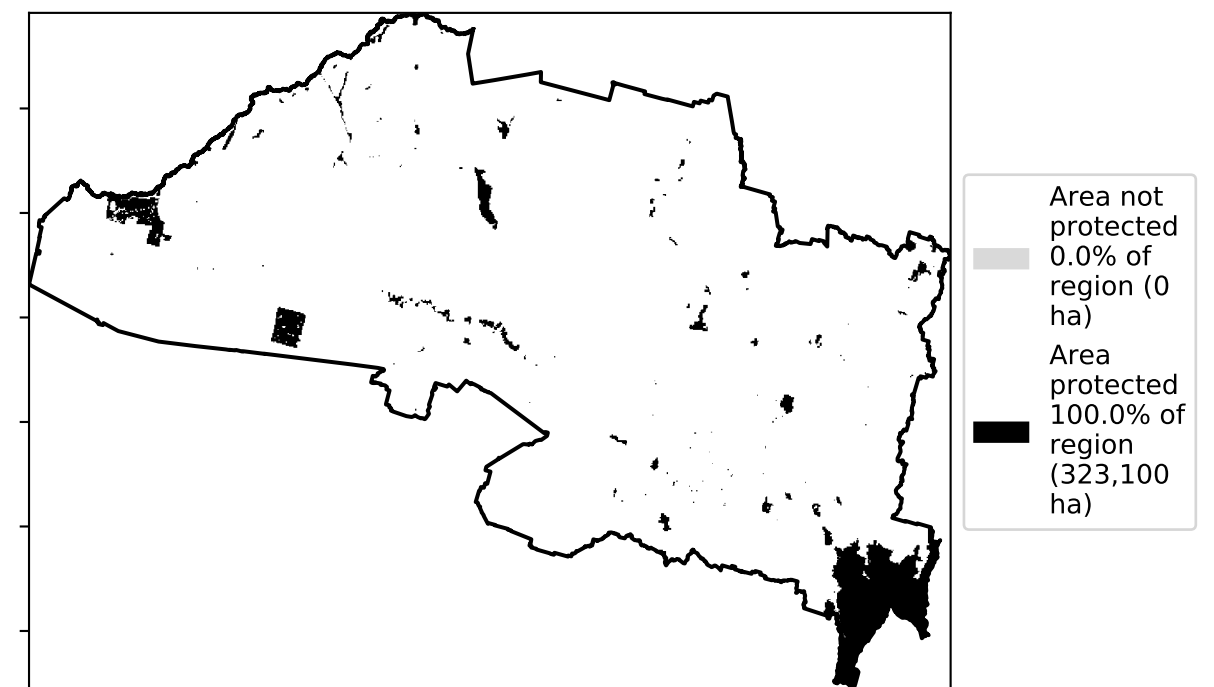 Area not
protected
0.0% of
region (0
ha)
Area
protected
100.0% of
region
(323,100
ha)